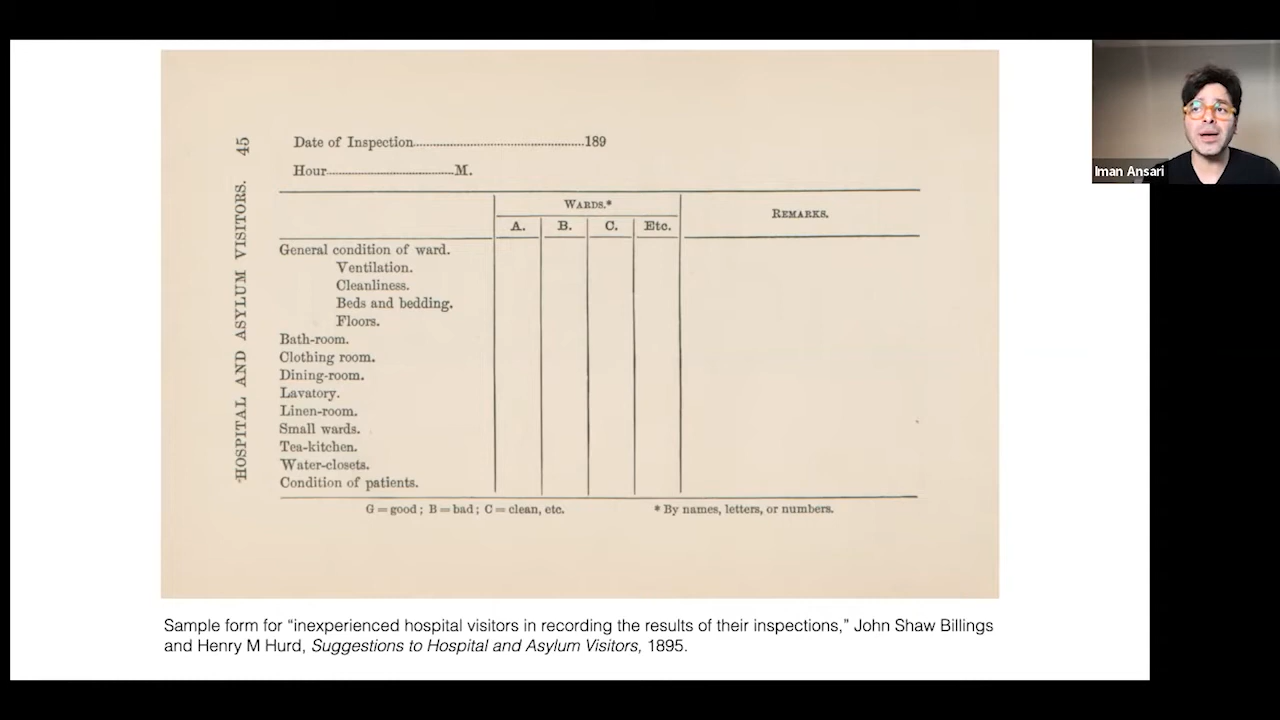 HOSPITAL AND ASYLUM VISITORS. 45
Date of Inspection..................................................189
Hour......................................M.
WARDS.*
REMARKS.
A. B. C. Etc.
General condition of ward.
Ventilation.
Cleanliness.
Beds and bedding.
Floors.
Bath-room.
Clothing room.
Dining-room.
Lavatory.
Linen-room.
Small wards.
Tea-kitchen.
Water-closets.
Condition of patients.
G = good; B = bad; C = clean, etc. * By names, letters, or numbers.
Sample form for “inexperienced hospital visitors in recording the results of their inspections,” John Shaw Billings
and Henry M Hurd, Suggestions to Hospital and Asylum Visitors, 1895.
Iman Ansari